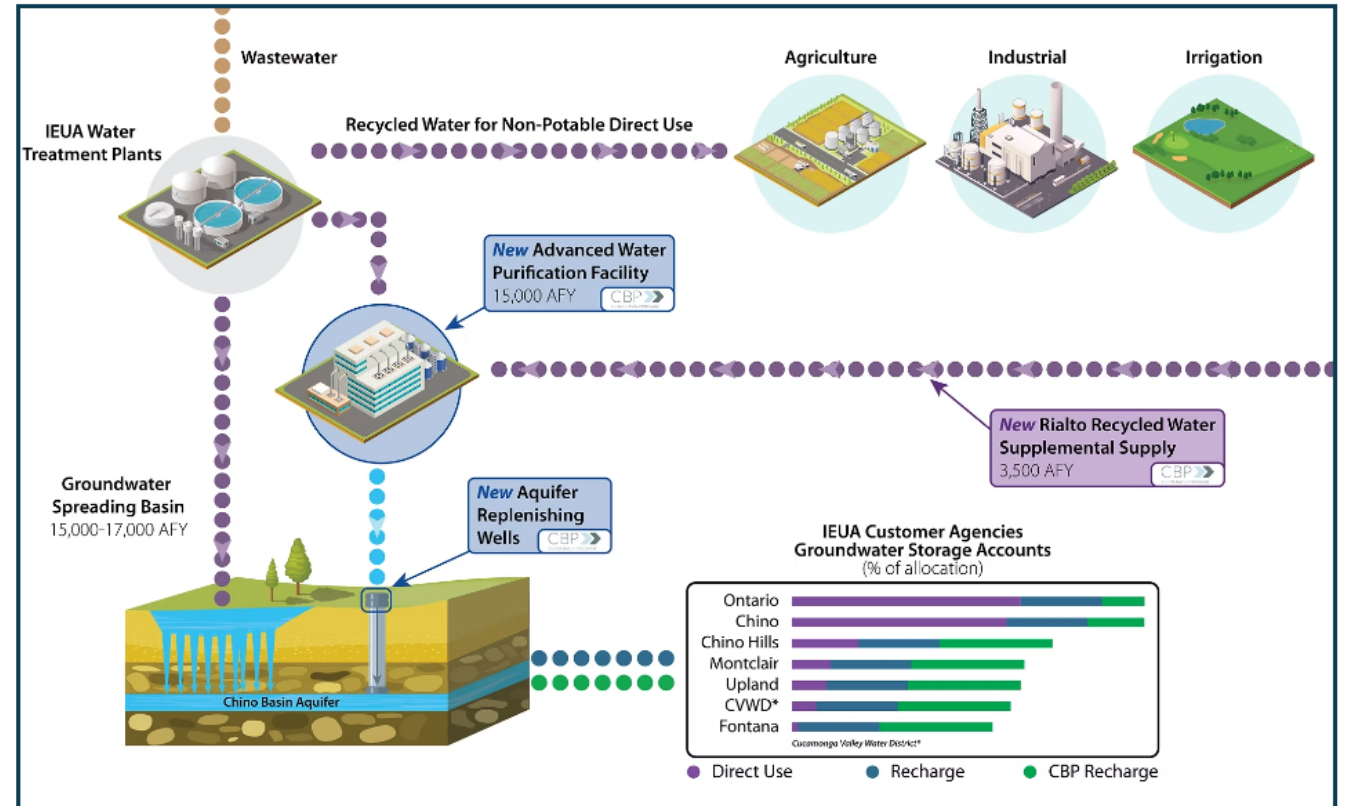 Wastewater
IEUA Water
Treatment Plants
Recycled Water for Non-Potable Direct Use
Agriculture
Industrial
Irrigation
New Advanced Water
Purification Facility
15,000 AFY
CBP
New Rialto Recycled Water
Supplemental Supply
3,500 AFY
CBP
Groundwater
Spreading Basin
15,000-17,000 AFY
New Aquifer
Replenishing
Wells
CBP
Chino Basin Aquifer
IEUA Customer Agencies
Groundwater Storage Accounts
(% of allocation)
Ontario
Chino
Chino Hills
Montclair
Upland
CVWD*
Fontana
Cucamonga Valley Water District*
Direct Use
Recharge
CBP Recharge